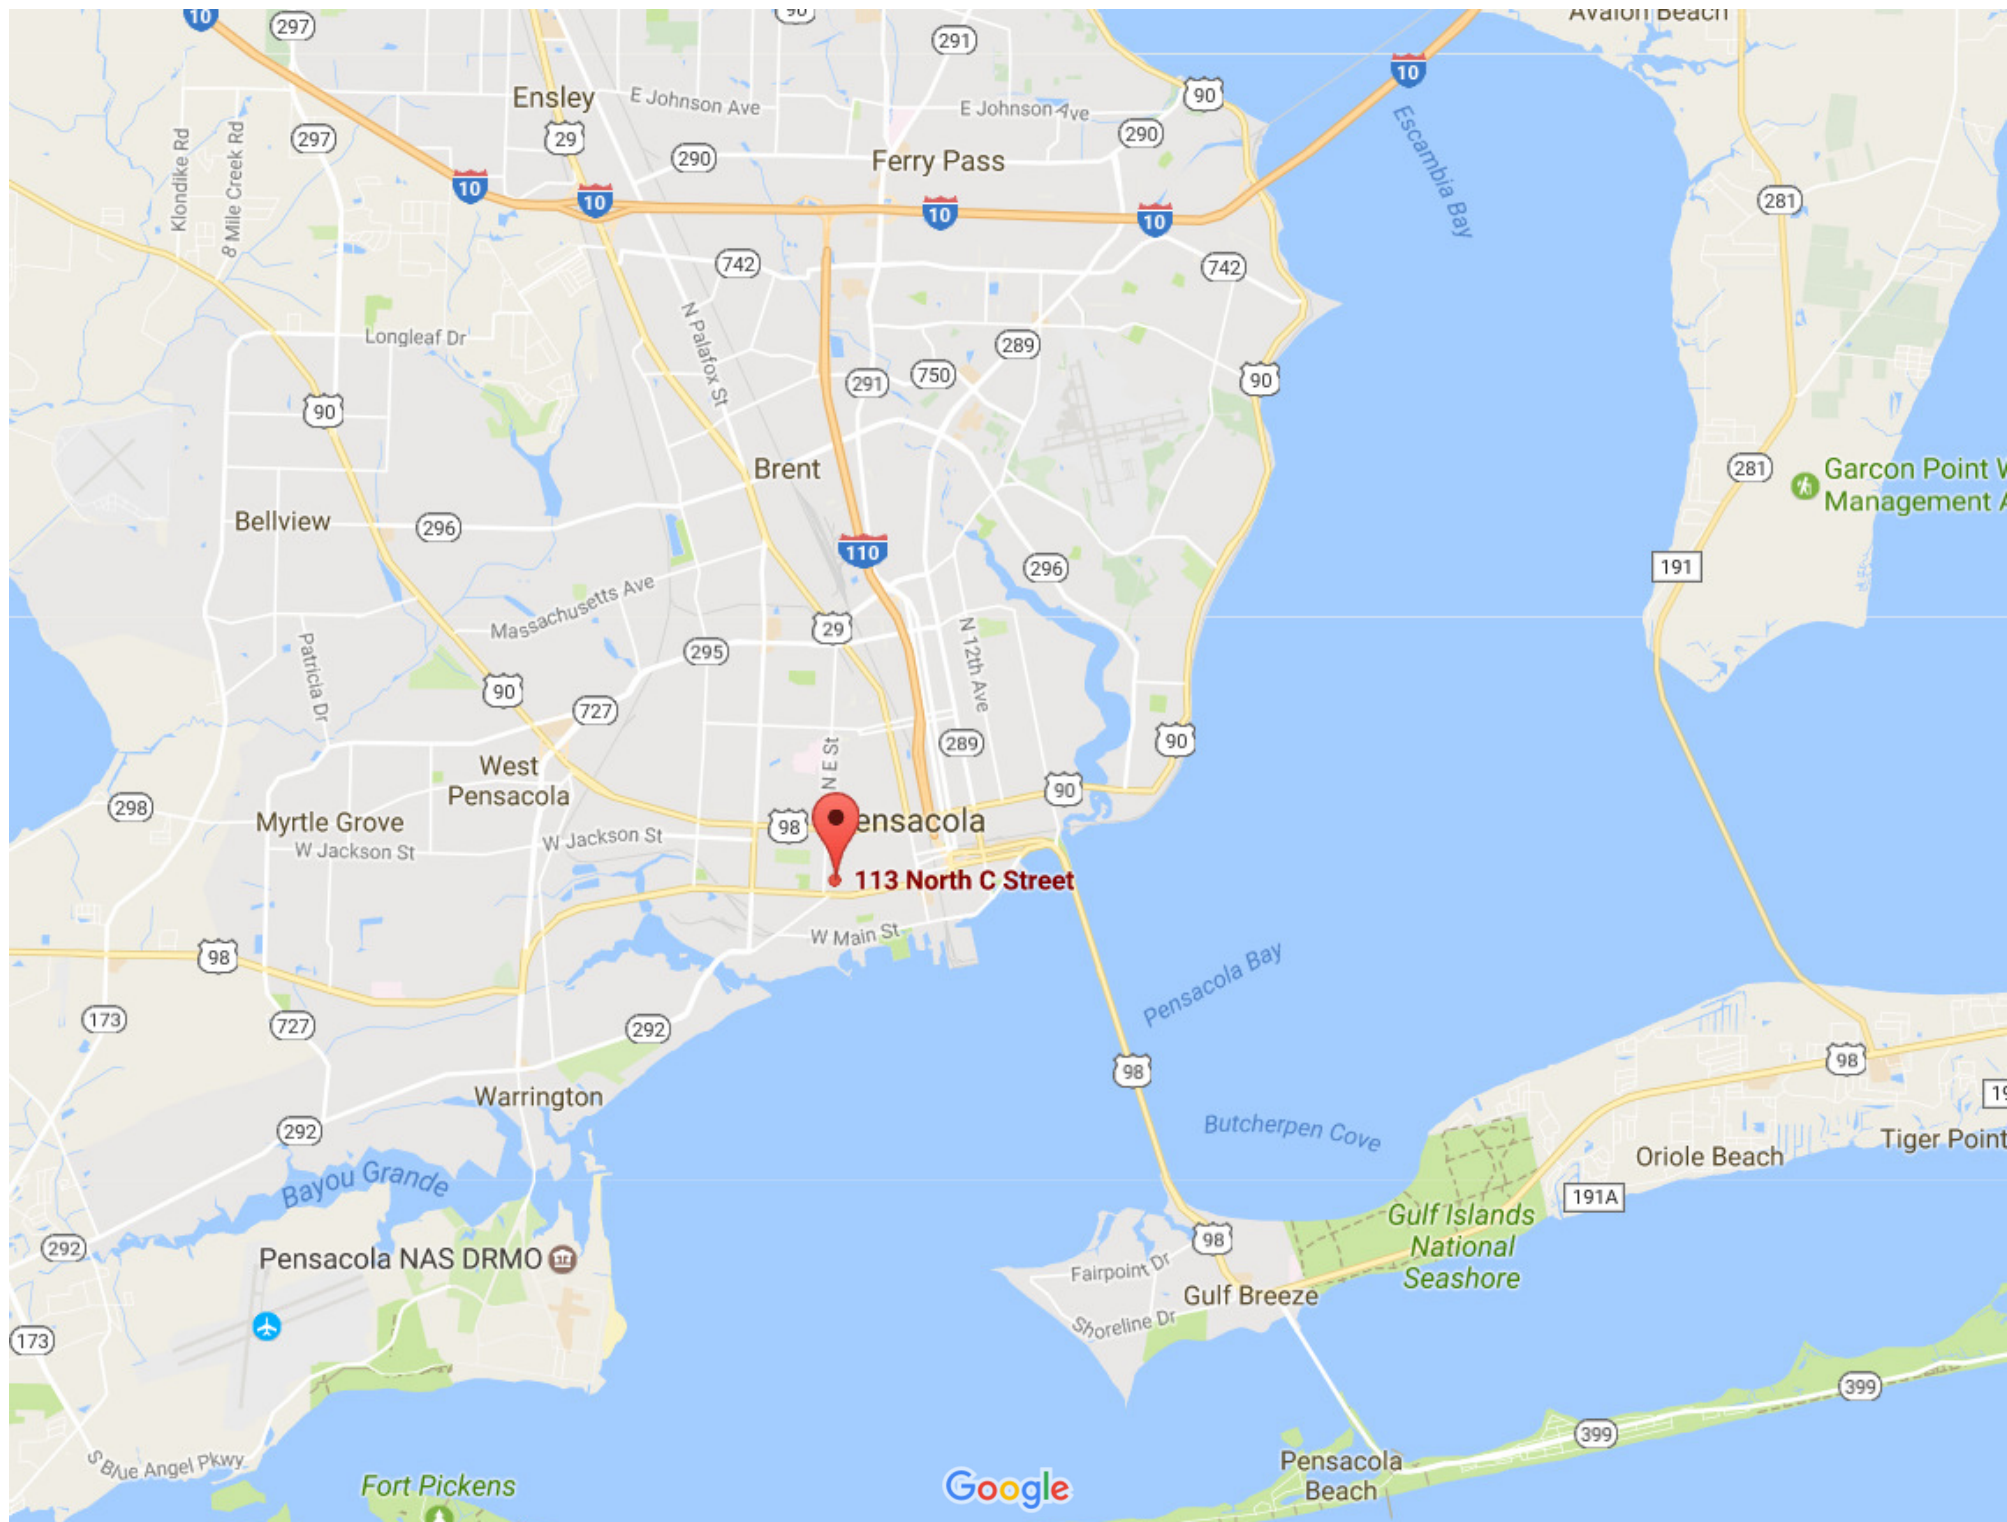 10
297
90
291
Avalon Beach
10
Ensley
E Johnson Ave
E Johnson Ave
90
29
297
290
290
Klondike Rd
8 Mile Creek Rd
Ferry Pass
Escambia Bay
10
10
10
10
281
742
742
N Palafox St
Longleaf Dr
289
750
291
90
90
Brent
281
Garcon Point W
Management A
Bellview
296
110
191
296
Massachusetts Ave
29
N 12th Ave
295
Patricia Dr
90
727
N E St
289
90
West
Pensacola
90
298
Myrtle Grove
98
ensacola
W Jackson St
W Jackson St
113 North C Street
W Main St
98
Pensacola Bay
173
727
292
98
98
Warrington
19
292
Butcherpen Cove
Tiger Point
Oriole Beach
Bayou Grande
191A
Gulf Islands
National
Seashore
292
98
Pensacola NAS DRMO
Fairpoint Dr
Gulf Breeze
Shoreline Dr
173
399
399
S Blue Angel Pkwy
Fort Pickens
Google
Pensacola
Beach